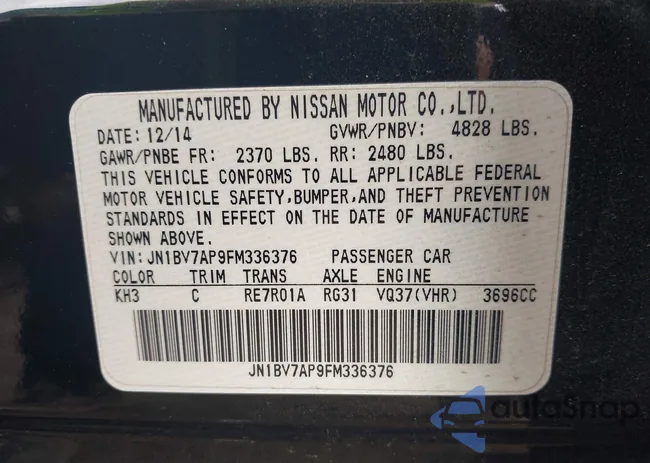 MANUFACTURED BY NISSAN MOTOR CO.,LTD.
DATE: 12/14 GVWR/PNBV: 4828 LBS.
GAWR/PNBE FR: 2370 LBS. RR: 2480 LBS.
THIS VEHICLE CONFORMS TO ALL APPLICABLE FEDERAL
MOTOR VEHICLE SAFETY,BUMPER,AND THEFT PREVENTION
STANDARDS IN EFFECT ON THE DATE OF MANUFACTURE
SHOWN ABOVE.
VIN: JN1BV7AP9FM336376 PASSENGER CAR
COLOR TRIM TRANS AXLE ENGINE
KH3 C RE7R01A RG31 VQ37(VHR) 3696CC
JN1BV7AP9FM336376
autoSnap